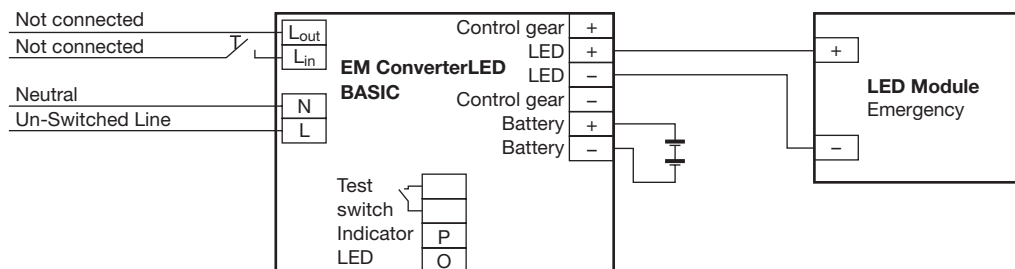 Not connected
Not connected
Neutral
Un-Switched Line
Lout
Lin
N
L
EM ConverterLED
BASIC
Control gear +
LED +
LED –
Control gear –
Battery +
Battery –
Test
switch
Indicator P
LED O
+
–
LED Module
Emergency